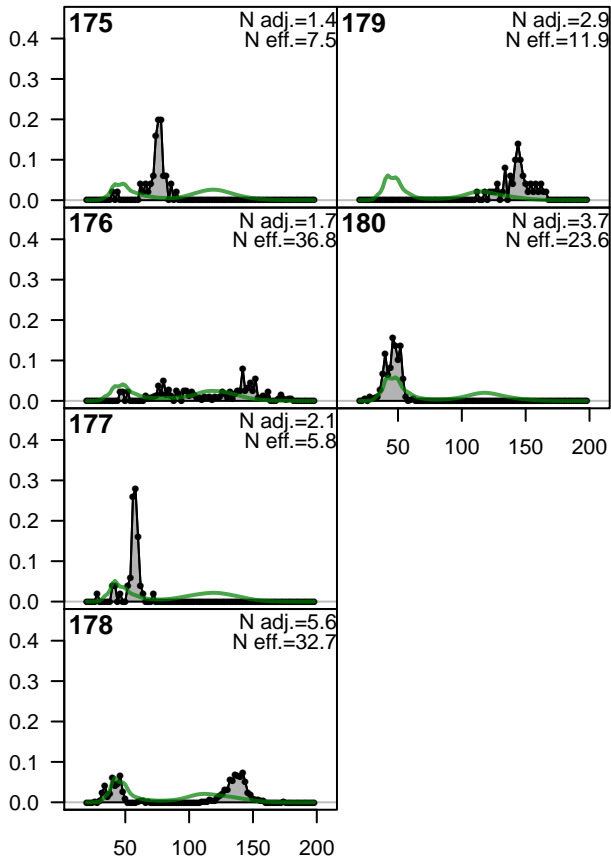 175
N adj.=1.4
N eff.=7.5
179
N adj.=2.9
N eff.=11.9
0.4
0.3
0.2
0.1
0.0
176
N adj.=1.7
N eff.=36.8
180
N adj.=3.7
N eff.=23.6
0.4
0.3
0.2
0.1
0.0
177
N adj.=2.1
N eff.=5.8
50 100 150 200
0.4
0.3
0.2
0.1
0.0
178
N adj.=5.6
N eff.=32.7
0.4
0.3
0.2
0.1
0.0
50 100 150 200